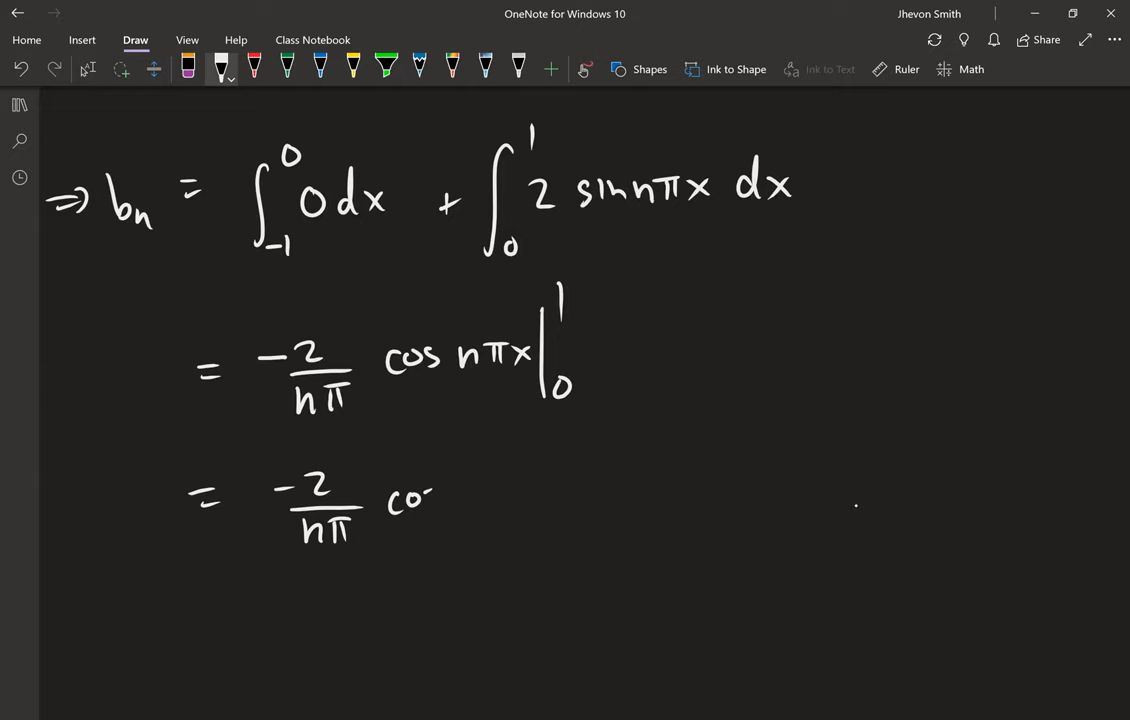 OneNote for Windows 10
Jhevon Smith
Home Insert Draw View Help Class Notebook
Share
Shapes Ink to Shape Ink to Text Ruler Math
⇒ bₙ = ∫₋₁⁰ 0 dx + ∫₀¹ 2 sin nπx dx
= -2/nπ cos nπx |₀¹
= -2/nπ co